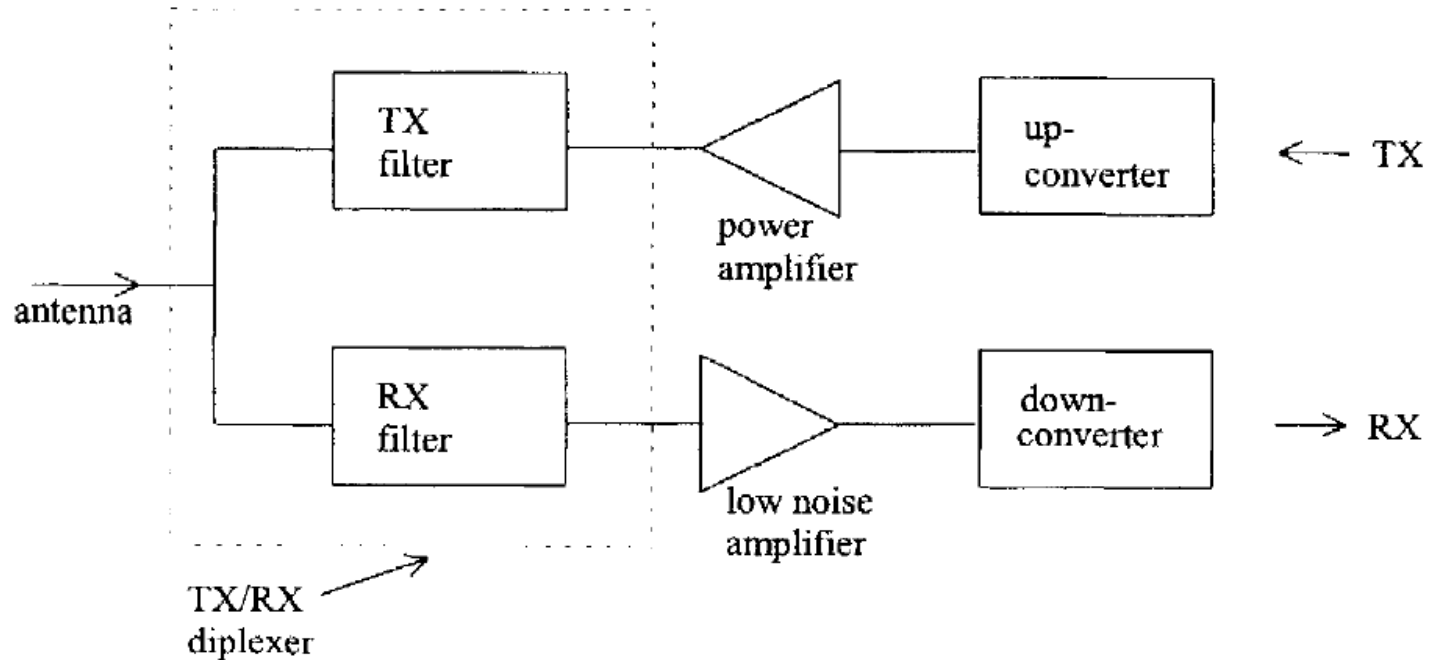 TX
filter
power
amplifier
up-
converter
TX
antenna
RX
filter
low noise
amplifier
down-
converter
RX
TX/RX
diplexer